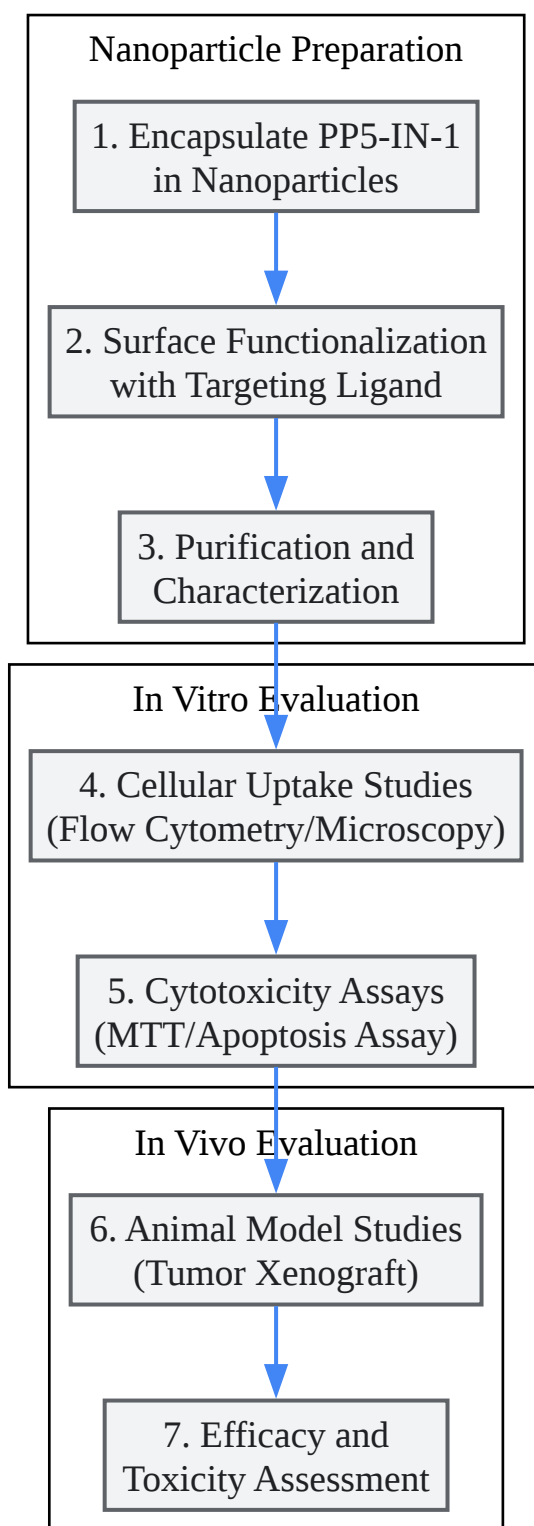 Nanoparticle Preparation
1. Encapsulate PP5-IN-1
in Nanoparticles
2. Surface Functionalization
with Targeting Ligand
3. Purification and
Characterization
In Vitro Evaluation
4. Cellular Uptake Studies
(Flow Cytometry/Microscopy)
5. Cytotoxicity Assays
(MTT/Apoptosis Assay)
In Vivo Evaluation
6. Animal Model Studies
(Tumor Xenograft)
7. Efficacy and
Toxicity Assessment